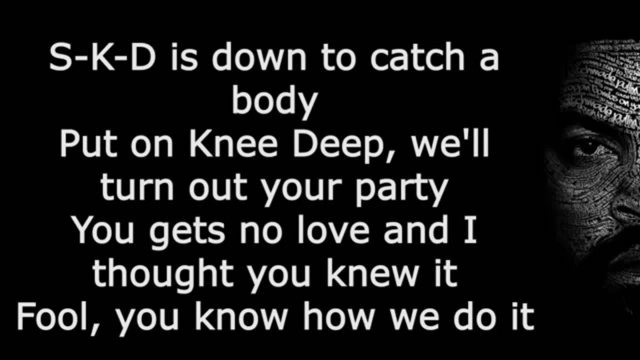 S-K-D is down to catch a
body
Put on Knee Deep, we'll
turn out your party
You gets no love and I
thought you knew it
Fool, you know how we do it